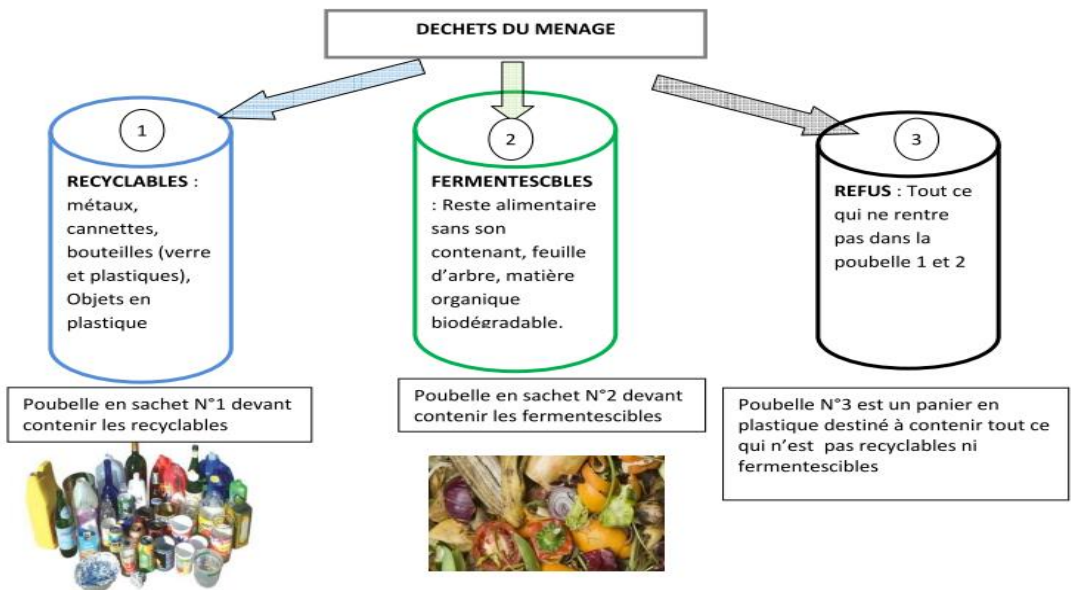 DECHETS DU MENAGE
1
RECYCLABLES :
métaux,
cannettes,
bouteilles (verre
et plastiques),
Objets en
plastique
2
FERMENTESCBLES
: Reste alimentaire
sans son
contenant, feuille
d'arbre, matière
organique
biodégradable.
3
REFUS : Tout ce
qui ne rentre
pas dans la
poubelle 1 et 2
Poubelle en sachet N°1 devant
contenir les recyclables
Poubelle en sachet N°2 devant
contenir les fermentescibles
Poubelle N°3 est un panier en
plastique destiné à contenir tout ce
qui n'est pas recyclables ni
fermentescibles